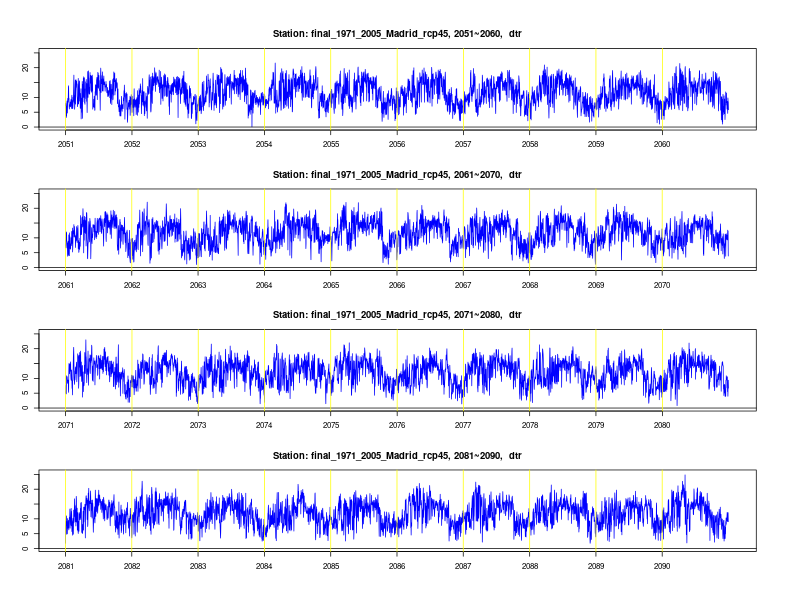 Station: final_1971_2005_Madrid_rcp45, 2051~2060, dtr
20
10
5
0
2051 2052 2053 2054 2055 2056 2057 2058 2059 2060
Station: final_1971_2005_Madrid_rcp45, 2061~2070, dtr
20
10
5
0
2061 2062 2063 2064 2065 2066 2067 2068 2069 2070
Station: final_1971_2005_Madrid_rcp45, 2071~2080, dtr
20
10
5
0
2071 2072 2073 2074 2075 2076 2077 2078 2079 2080
Station: final_1971_2005_Madrid_rcp45, 2081~2090, dtr
20
10
5
0
2081 2082 2083 2084 2085 2086 2087 2088 2089 2090